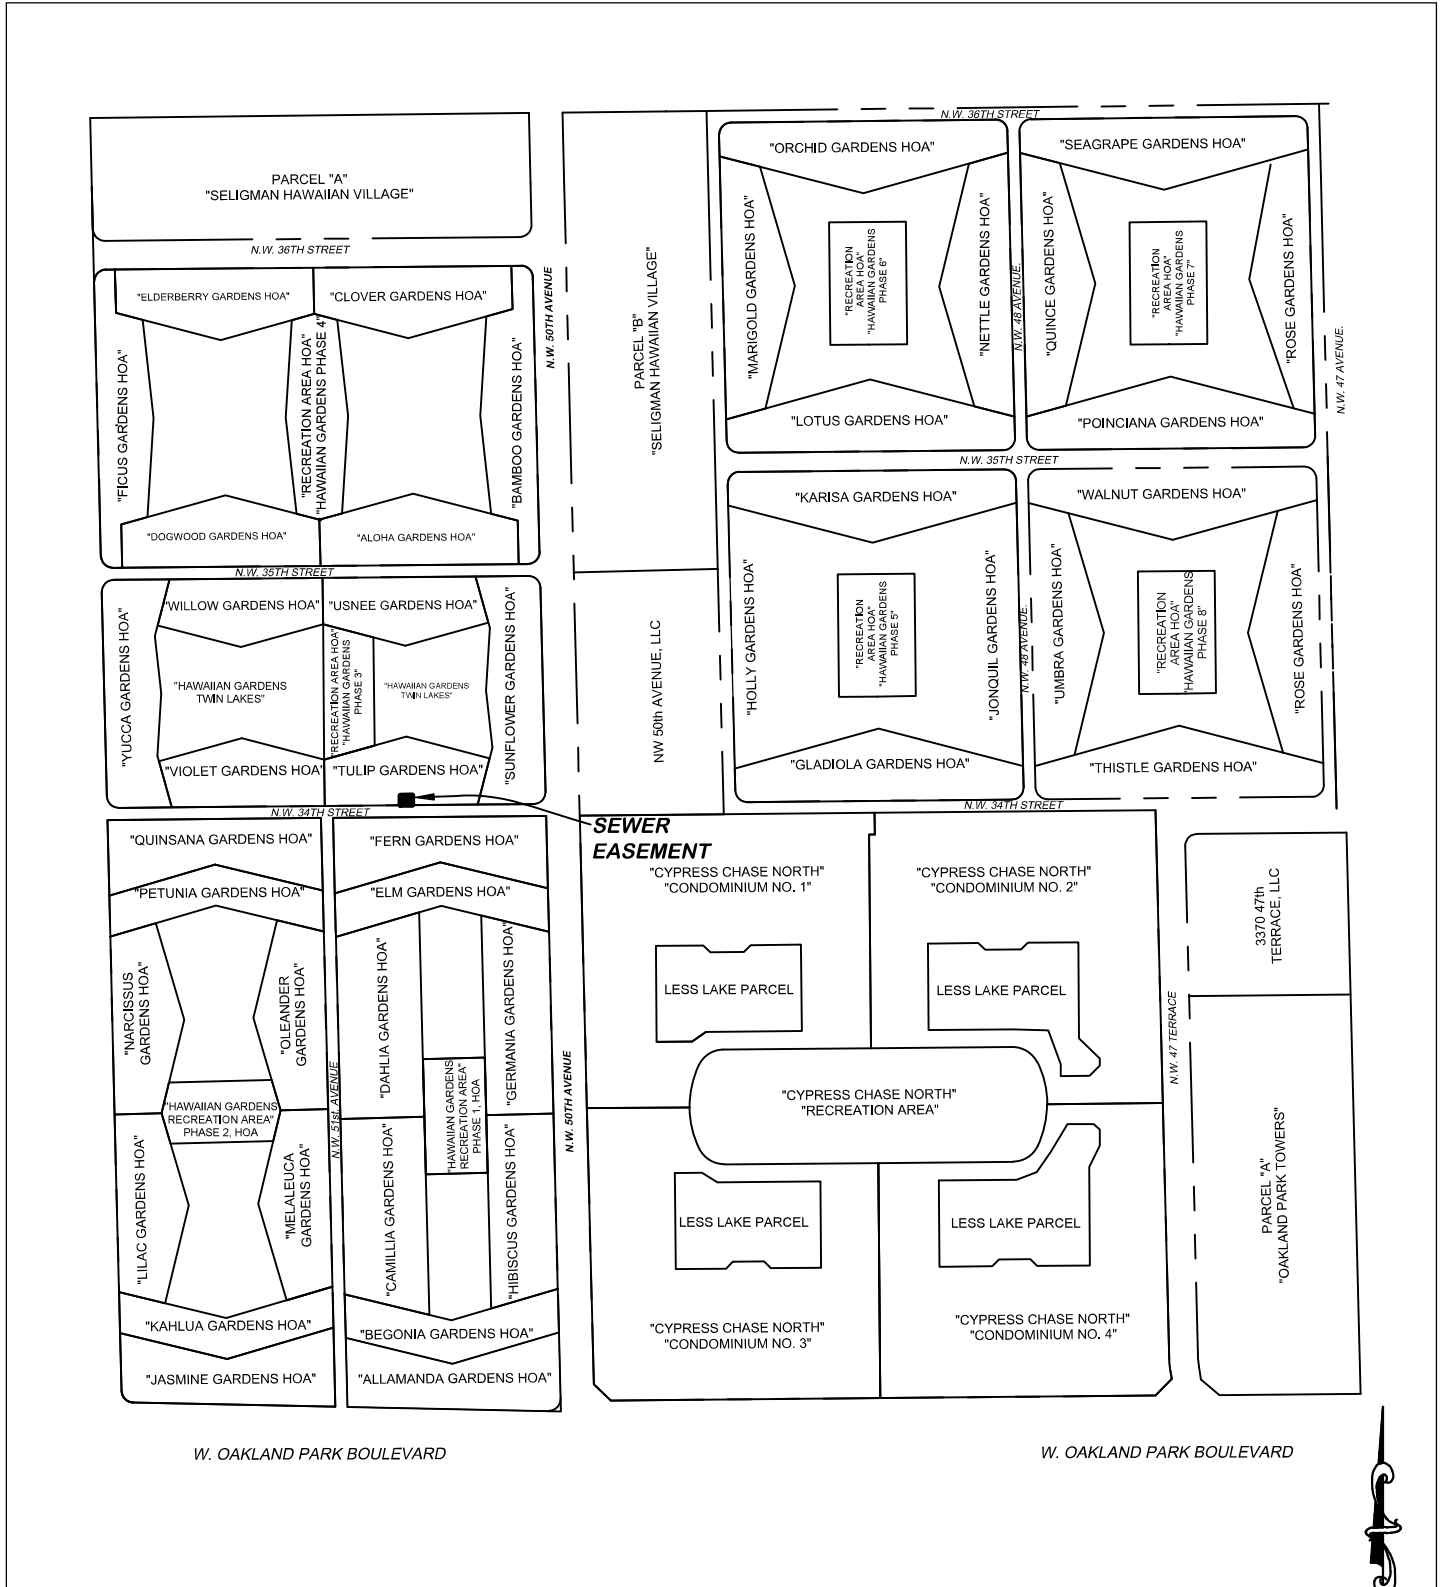 N.W. 36TH STREET
PARCEL "A"
"SELIGMAN HAWAIIAN VILLAGE"
N.W. 36TH STREET
"ELDERBERRY GARDENS HOA"
"CLOVER GARDENS HOA"
"FICUS GARDENS HOA"
"RECREATION AREA HOA"
"HAWAIIAN GARDENS PHASE 4"
"BAMBOO GARDENS HOA"
"DOGWOOD GARDENS HOA"
"ALOHA GARDENS HOA"
N.W. 50TH AVENUE
PARCEL "B"
"SELIGMAN HAWAIIAN VILLAGE"
"ORCHID GARDENS HOA"
"MARIGOLD GARDENS HOA"
"RECREATION
AREA HOA"
"HAWAIIAN GARDENS
PHASE 6"
"NETTLE GARDENS HOA"
"LOTUS GARDENS HOA"
N.W. 48 AVENUE.
"SEAGRAPE GARDENS HOA"
"QUINCE GARDENS HOA"
"RECREATION
AREA HOA"
"HAWAIIAN GARDENS
PHASE 7"
"ROSE GARDENS HOA"
"POINCIANA GARDENS HOA"
N.W. 47 AVENUE.
N.W. 35TH STREET
N.W. 35TH STREET
"YUCCA GARDENS HOA"
"WILLOW GARDENS HOA"
"USNEE GARDENS HOA"
"HAWAIIAN GARDENS
TWIN LAKES"
"RECREATION AREA HOA"
"HAWAIIAN GARDENS
PHASE 3"
"HAWAIIAN GARDENS
TWIN LAKES"
"SUNFLOWER GARDENS HOA"
"VIOLET GARDENS HOA"
"TULIP GARDENS HOA"
NW 50th AVENUE, LLC
"KARISA GARDENS HOA"
"HOLLY GARDENS HOA"
"RECREATION
AREA HOA"
"HAWAIIAN GARDENS
PHASE 5"
"JONQUIL GARDENS HOA"
"GLADIOLA GARDENS HOA"
N.W. 48 AVENUE.
"WALNUT GARDENS HOA"
"UMBRA GARDENS HOA"
"RECREATION
AREA HOA"
"HAWAIIAN GARDENS
PHASE 8"
"ROSE GARDENS HOA"
"THISTLE GARDENS HOA"
N.W. 34TH STREET
N.W. 34TH STREET
SEWER
EASEMENT
"QUINSANA GARDENS HOA"
"PETUNIA GARDENS HOA"
"NARCISSUS
GARDENS HOA"
"OLEANDER
GARDENS HOA"
"HAWAIIAN GARDENS
RECREATION AREA"
PHASE 2, HOA
"LILAC GARDENS HOA"
"MELALEUCA
GARDENS HOA"
"KAHLUA GARDENS HOA"
"JASMINE GARDENS HOA"
N.W. 51st. AVENUE
"FERN GARDENS HOA"
"ELM GARDENS HOA"
"DAHLIA GARDENS HOA"
"GERMANIA GARDENS HOA"
"HAWAIIAN GARDENS
RECREATION AREA"
PHASE 1, HOA
"CAMILLIA GARDENS HOA"
"HIBISCUS GARDENS HOA"
"BEGONIA GARDENS HOA"
"ALLAMANDA GARDENS HOA"
N.W. 50TH AVENUE
"CYPRESS CHASE NORTH"
"CONDOMINIUM NO. 1"
"CYPRESS CHASE NORTH"
"CONDOMINIUM NO. 2"
LESS LAKE PARCEL
LESS LAKE PARCEL
"CYPRESS CHASE NORTH"
"RECREATION AREA"
LESS LAKE PARCEL
LESS LAKE PARCEL
"CYPRESS CHASE NORTH"
"CONDOMINIUM NO. 3"
"CYPRESS CHASE NORTH"
"CONDOMINIUM NO. 4"
N.W. 47 TERRACE
3370 47th
TERRACE, LLC
PARCEL "A"
"OAKLAND PARK TOWERS"
W. OAKLAND PARK BOULEVARD
W. OAKLAND PARK BOULEVARD